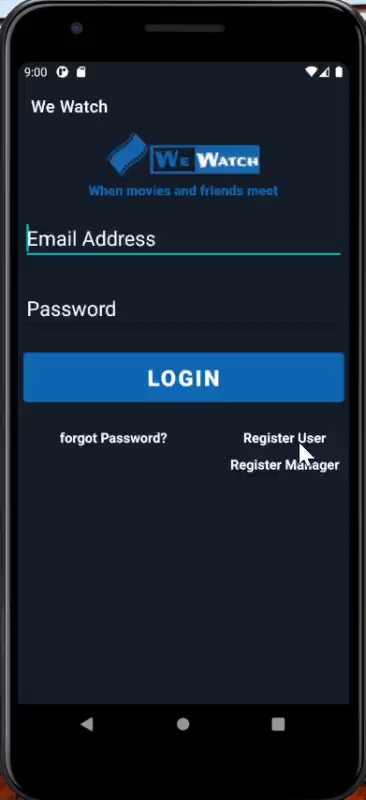 9:00
We Watch
WE WATCH
When movies and friends meet
Email Address
Password
LOGIN
forgot Password?
Register User
Register Manager